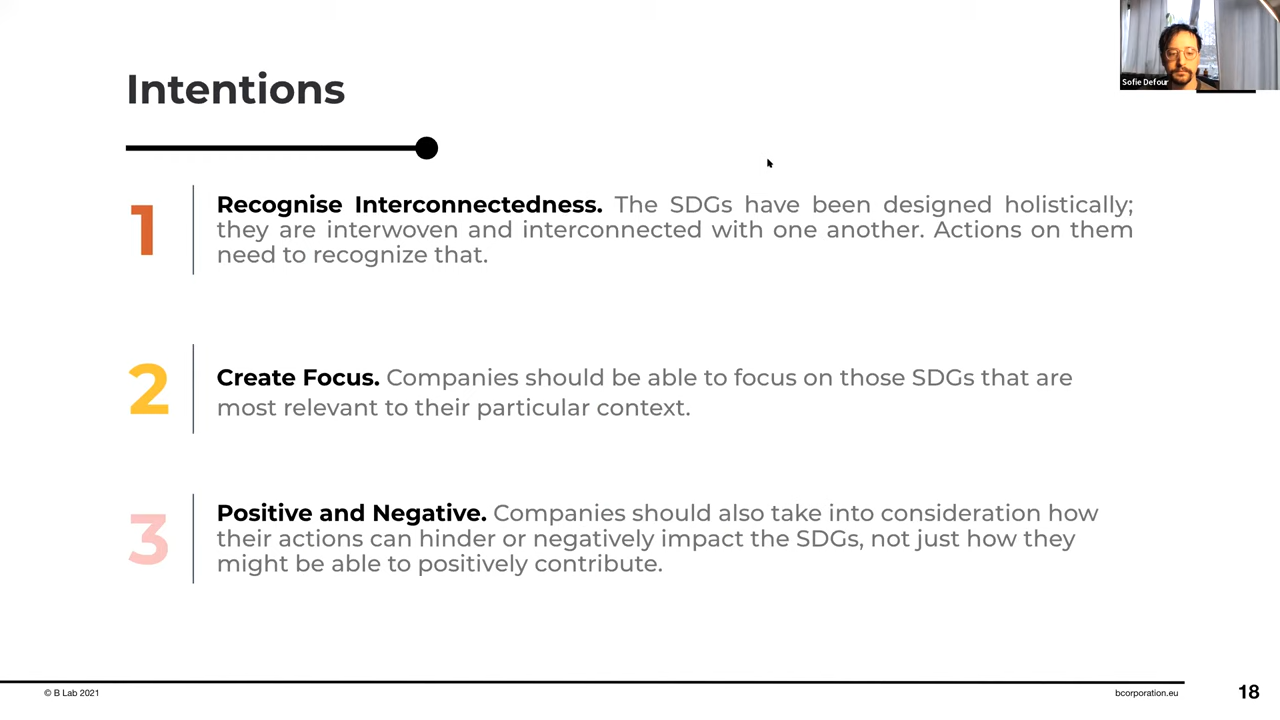 Intentions
Sofie Defour
1
Recognise Interconnectedness. The SDGs have been designed holistically;
they are interwoven and interconnected with one another. Actions on them
need to recognize that.
2
Create Focus. Companies should be able to focus on those SDGs that are
most relevant to their particular context.
3
Positive and Negative. Companies should also take into consideration how
their actions can hinder or negatively impact the SDGs, not just how they
might be able to positively contribute.
© B Lab 2021
bcorporation.eu
18